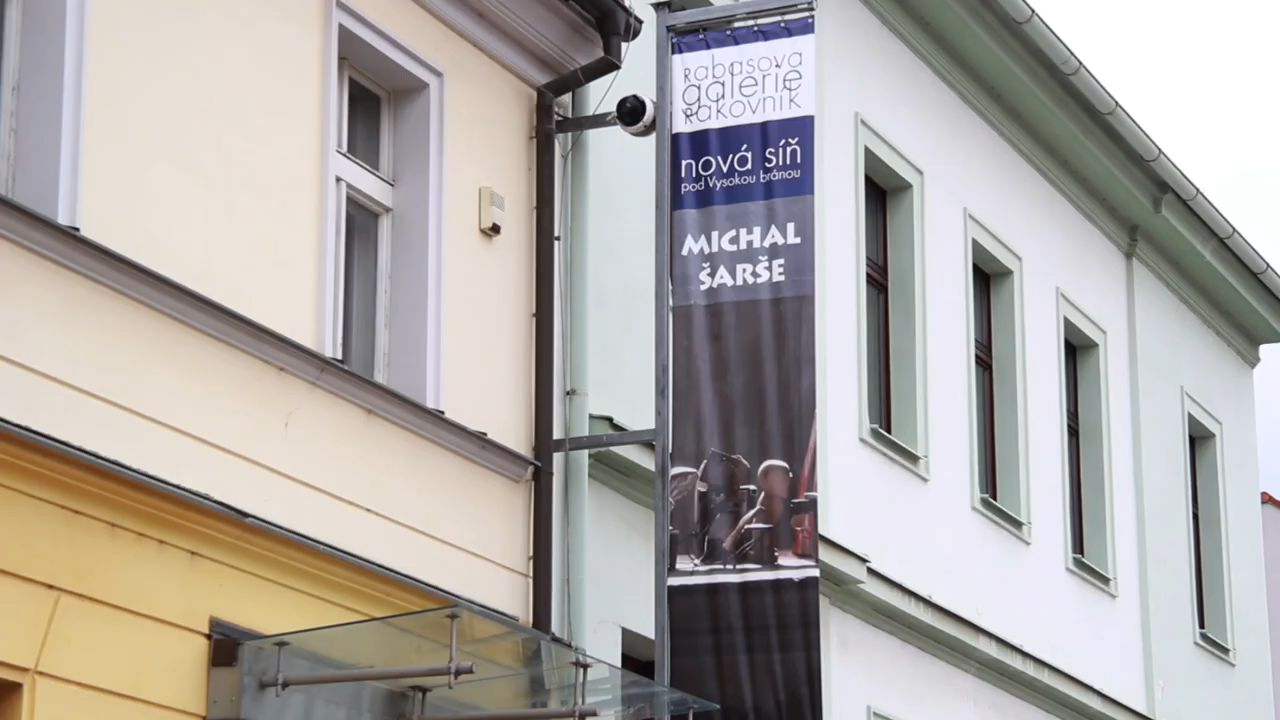 Rabasova
galerie
Rakovník
nová síň
pod Vysokou bránou
MICHAL
ŠARŠE